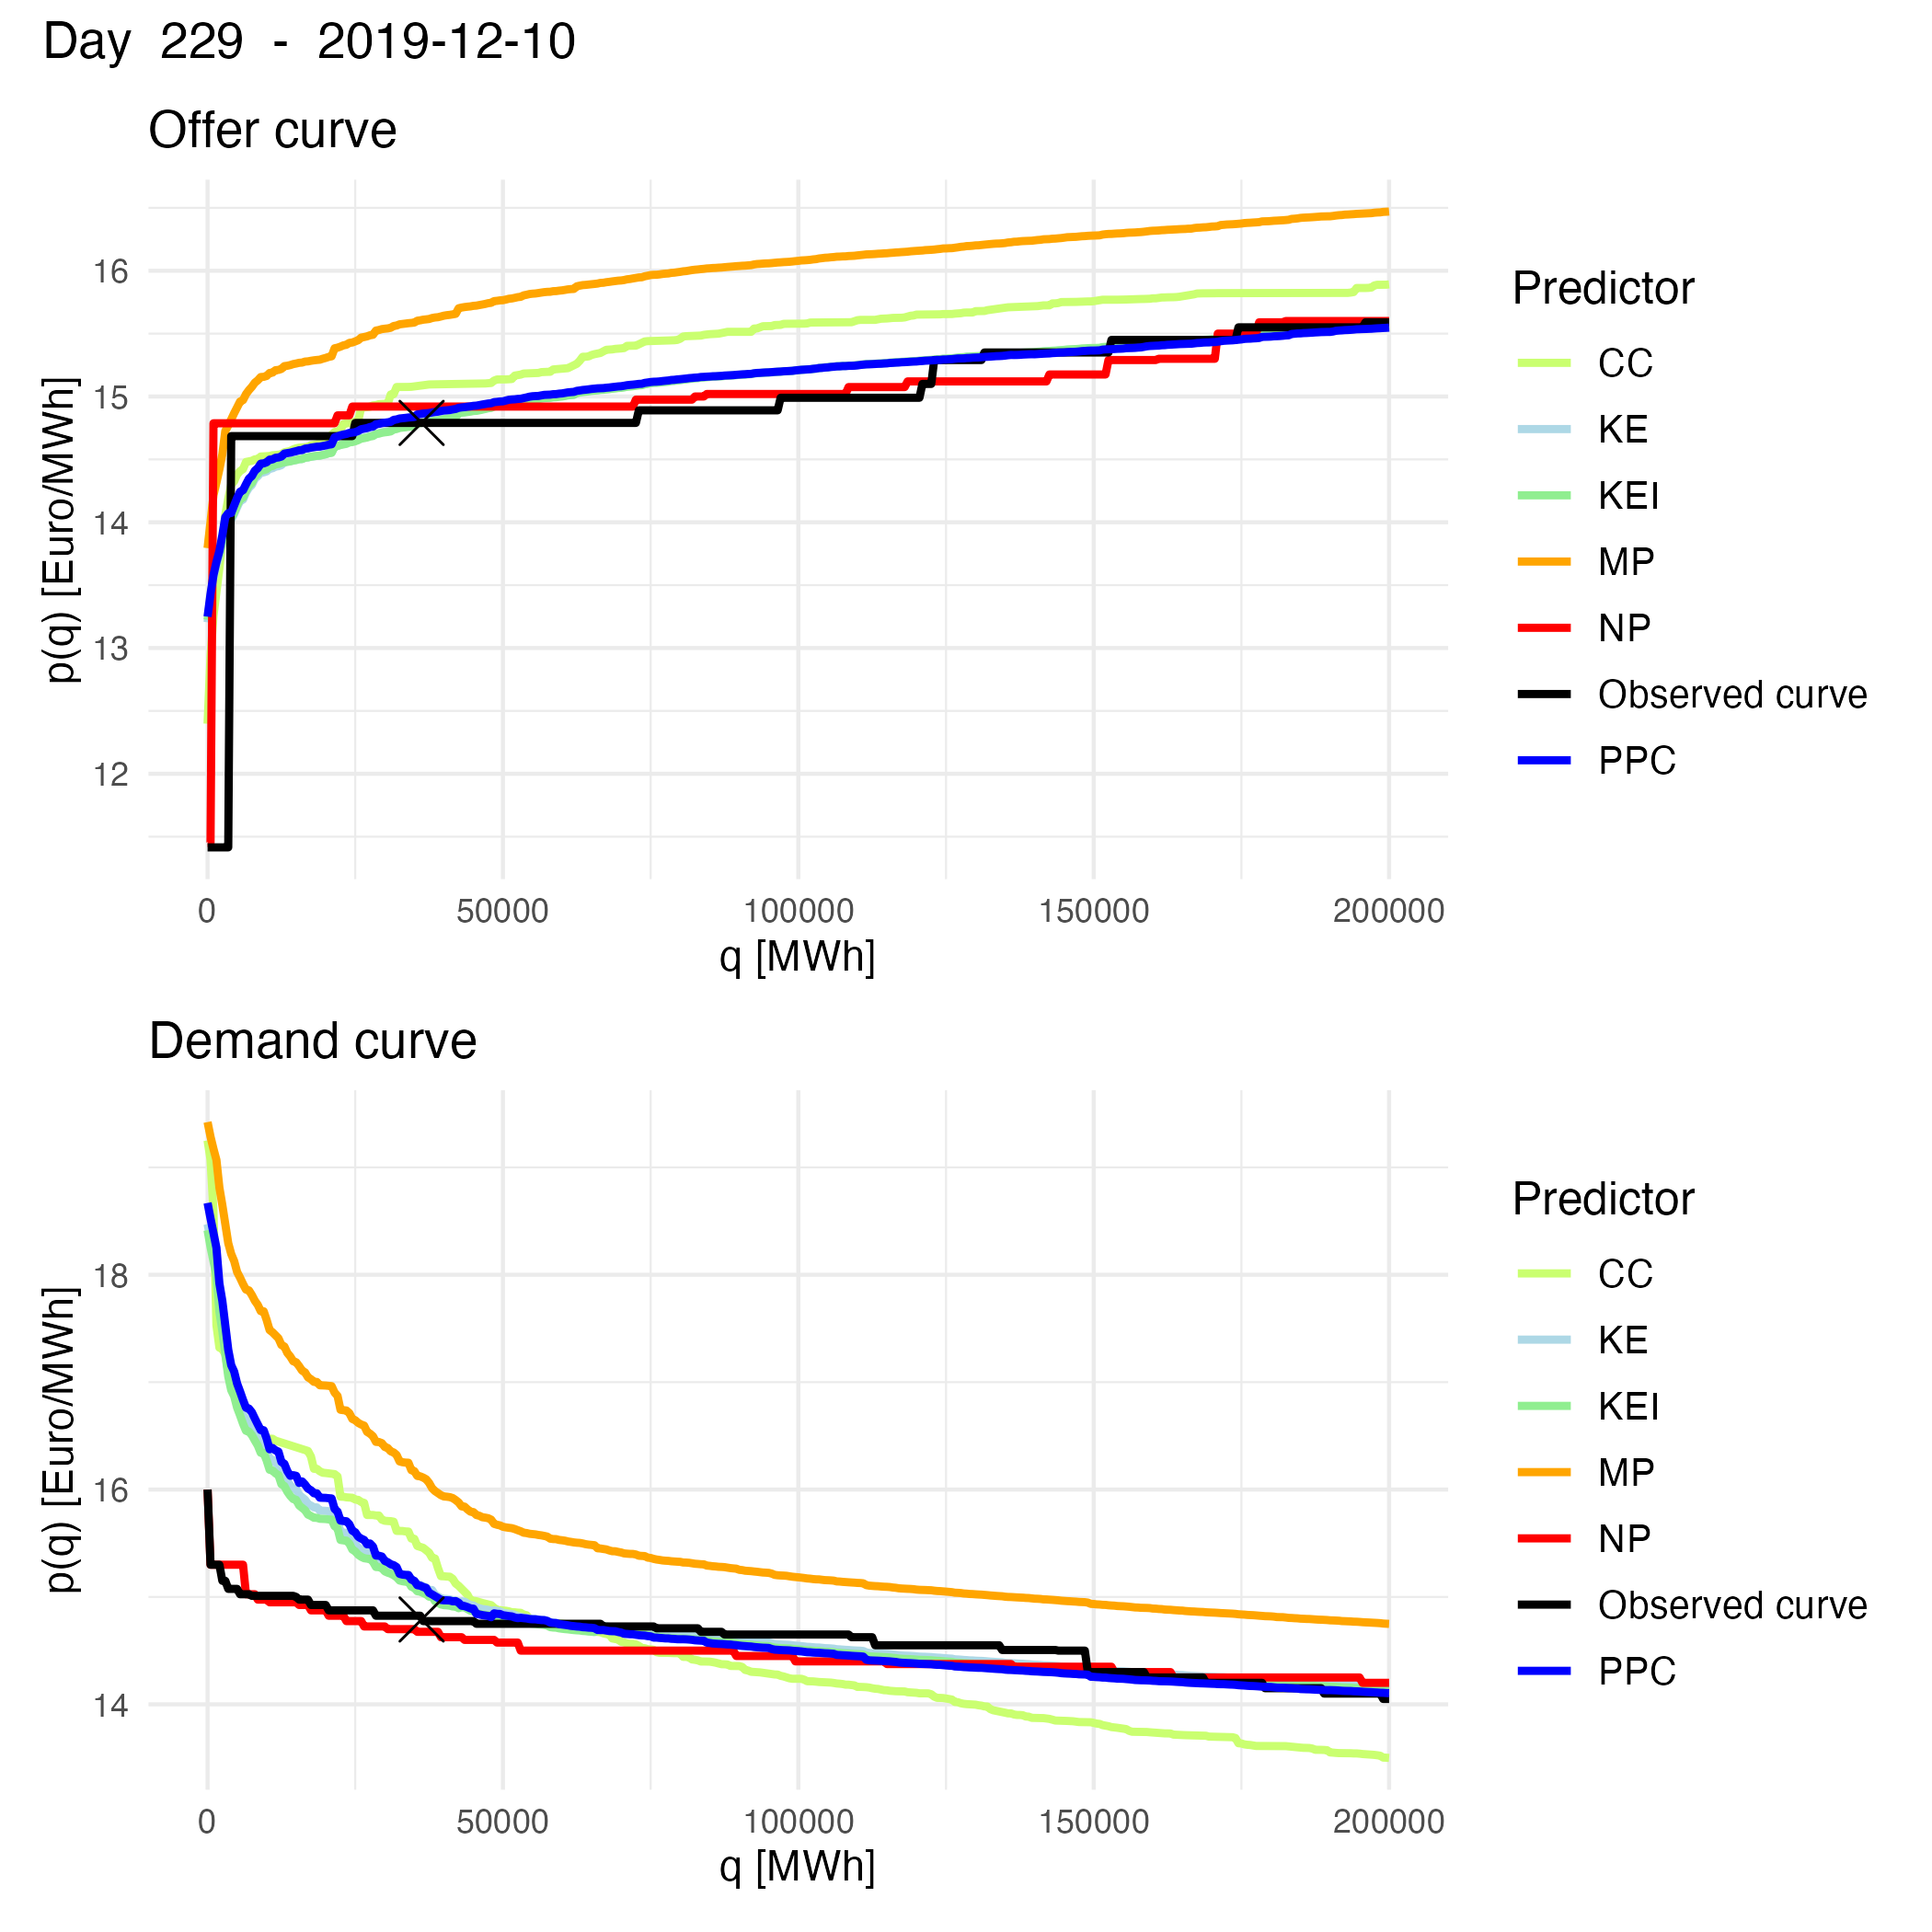 Day 229 - 2019-12-10
Offer curve
p(q) [Euro/MWh]
16
15
14
13
12
0 50000 100000 150000 200000
q [MWh]
Predictor
CC
KE
KEI
MP
NP
Observed curve
PPC
Demand curve
p(q) [Euro/MWh]
18
16
14
0 50000 100000 150000 200000
q [MWh]
Predictor
CC
KE
KEI
MP
NP
Observed curve
PPC